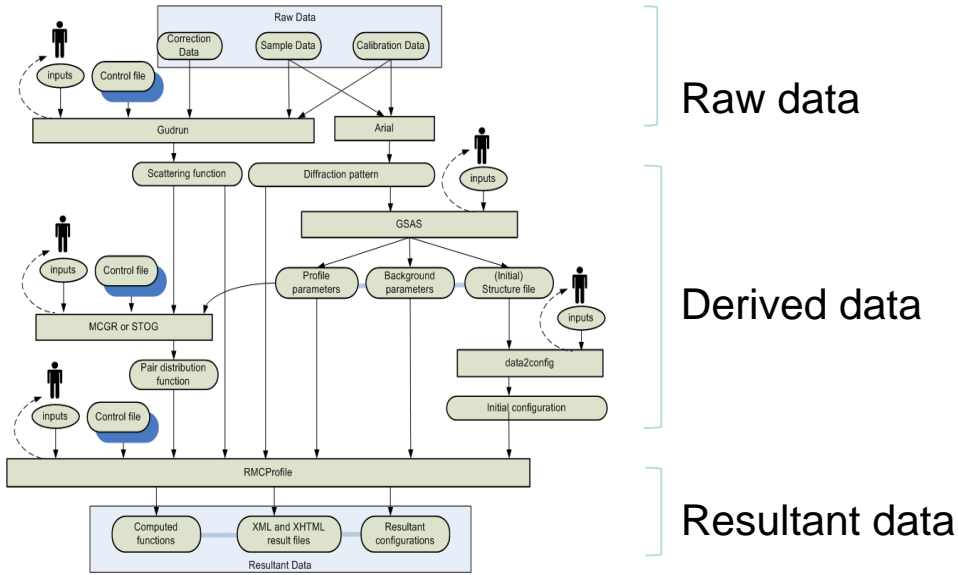 Raw Data
Correction
Data
Sample Data
Calibration Data
inputs
Control file
Raw data
Gudrun
Arial
Scattering function
Diffraction pattern
inputs
GSAS
inputs
Control file
Profile
parameters
Background
parameters
(Initial)
Structure file
inputs
Derived data
MCGR or STOG
data2config
Pair distribution
function
inputs
Control file
Initial configuration
RMCProfile
Computed
functions
XML and XHTML
result files
Resultant
configurations
Resultant data
Resultant Data